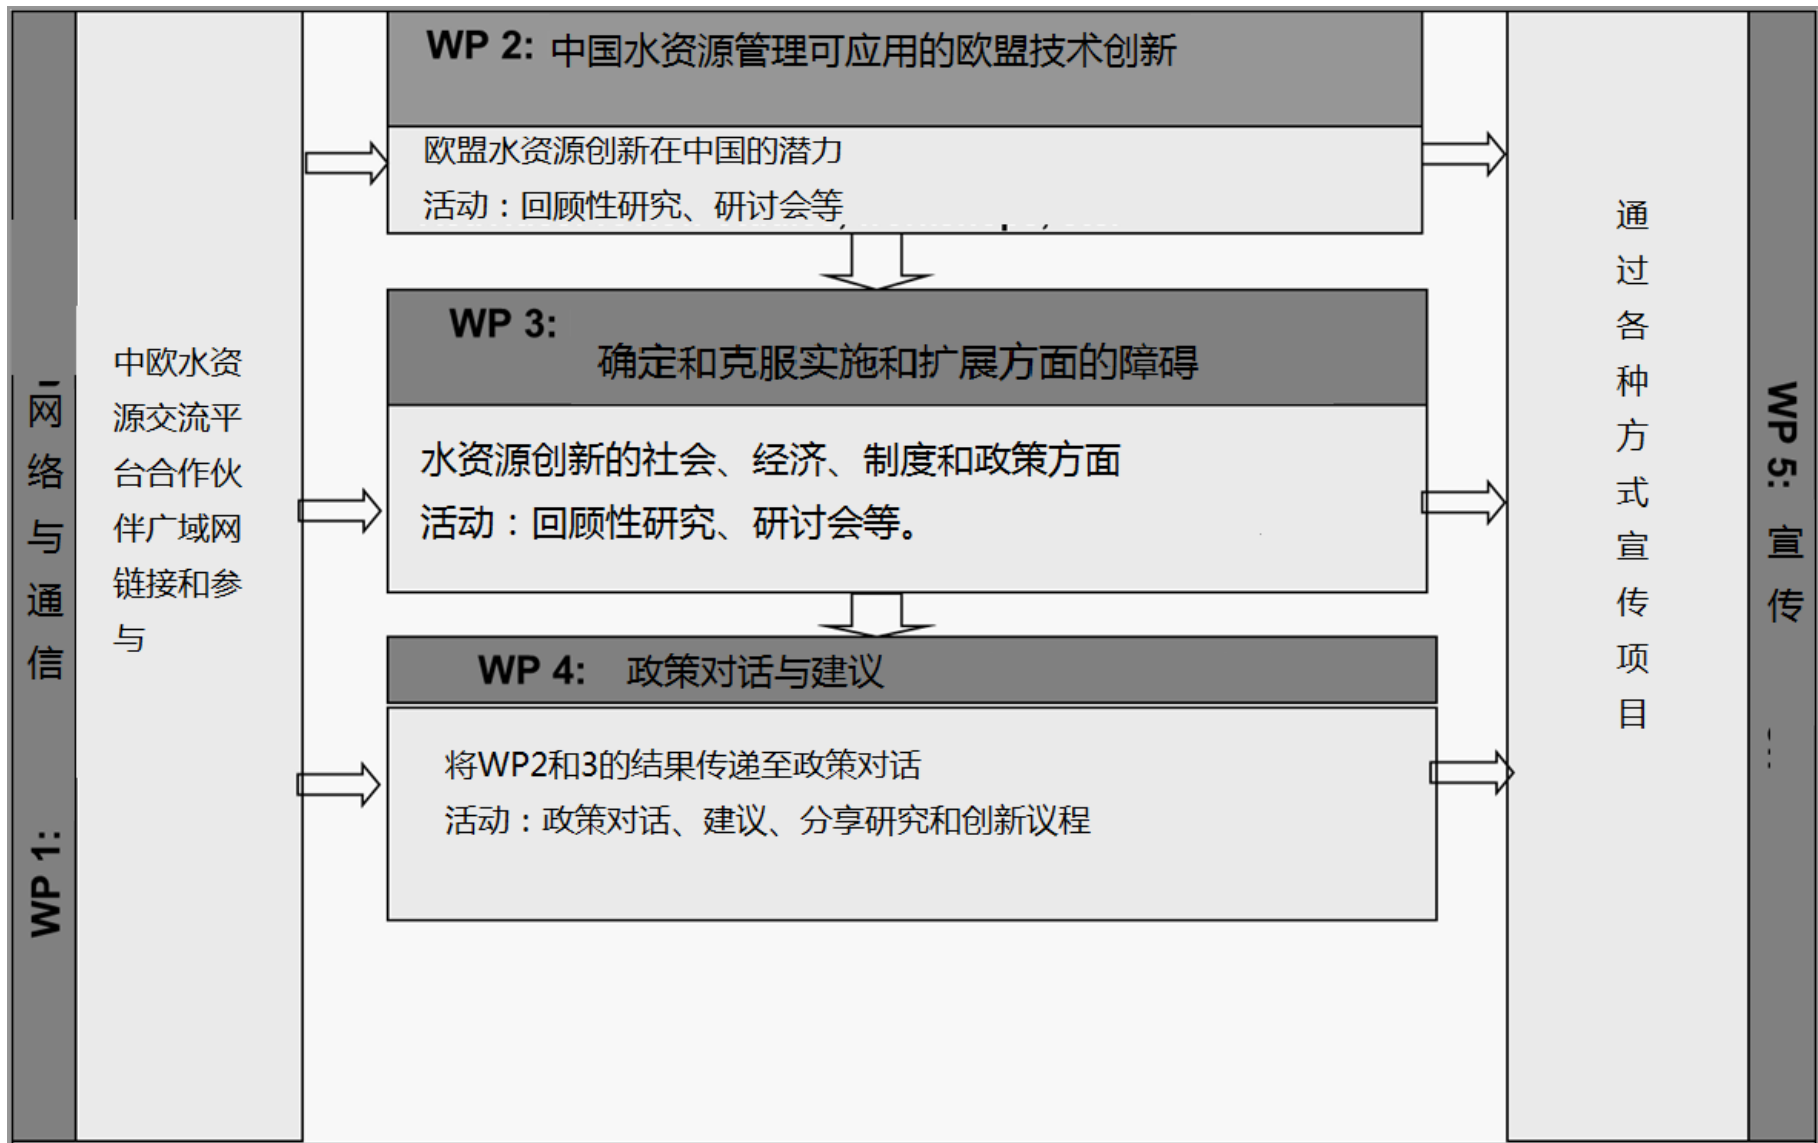 WP 1:
网络与通信
中欧水资
源交流平
台合作伙
伴广域网
链接和参
与
WP 2: 中国水资源管理可应用的欧盟技术创新
欧盟水资源创新在中国的潜力
活动：回顾性研究、研讨会等
WP 3:
确定和克服实施和扩展方面的障碍
水资源创新的社会、经济、制度和政策方面
活动：回顾性研究、研讨会等。
WP 4: 政策对话与建议
将WP2和3的结果传递至政策对话
活动：政策对话、建议、分享研究和创新议程
通过各种方式宣传项目
WP 5: 宣传